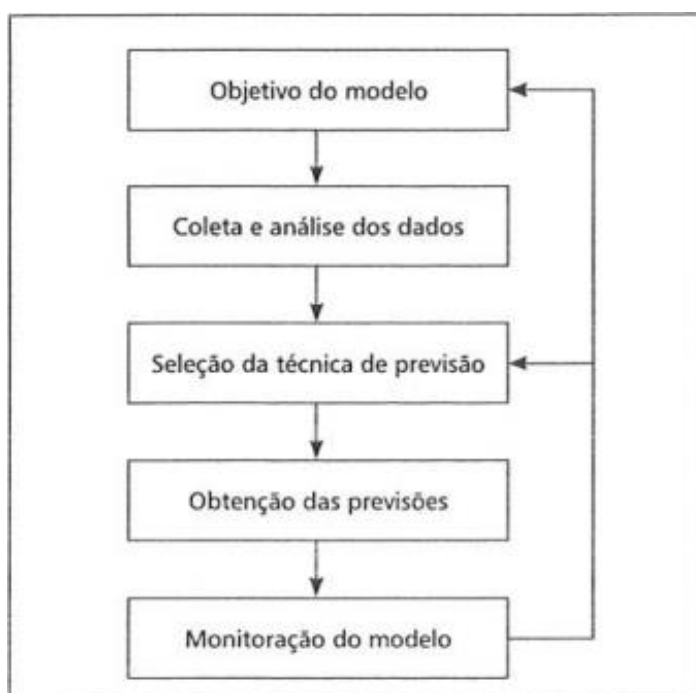 Objetivo do modelo
Coleta e análise dos dados
Seleção da técnica de previsão
Obtenção das previsões
Monitoração do modelo